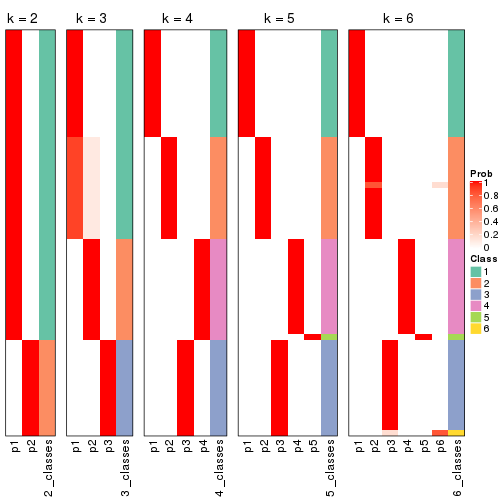 k = 2
k = 3
k = 4
k = 5
k = 6
Prob
1
0.8
0.6
0.4
0.2
0
Class
1
2
3
4
5
6
p1
p2
2_classes
p1
p2
p3
3_classes
p1
p2
p3
p4
4_classes
p1
p2
p3
p4
p5
5_classes
p1
p2
p3
p4
p5
p6
6_classes